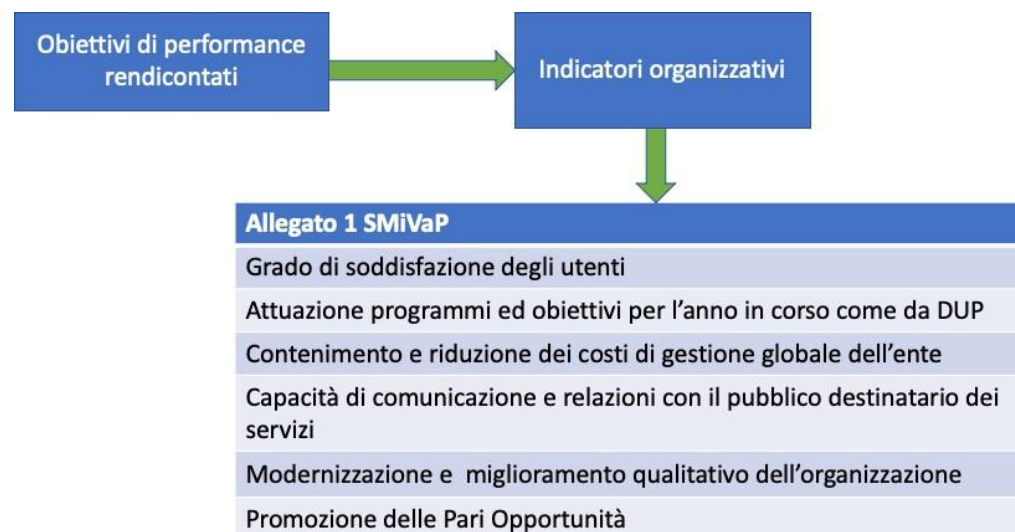 Obiettivi di performance
rendicontati
Indicatori organizzativi
Allegato 1 SMiVaP
Grado di soddisfazione degli utenti
Attuazione programmi ed obiettivi per l’anno in corso come da DUP
Contenimento e riduzione dei costi di gestione globale dell’ente
Capacità di comunicazione e relazioni con il pubblico destinatario dei
servizi
Modernizzazione e  miglioramento qualitativo dell’organizzazione
Promozione delle Pari Opportunità